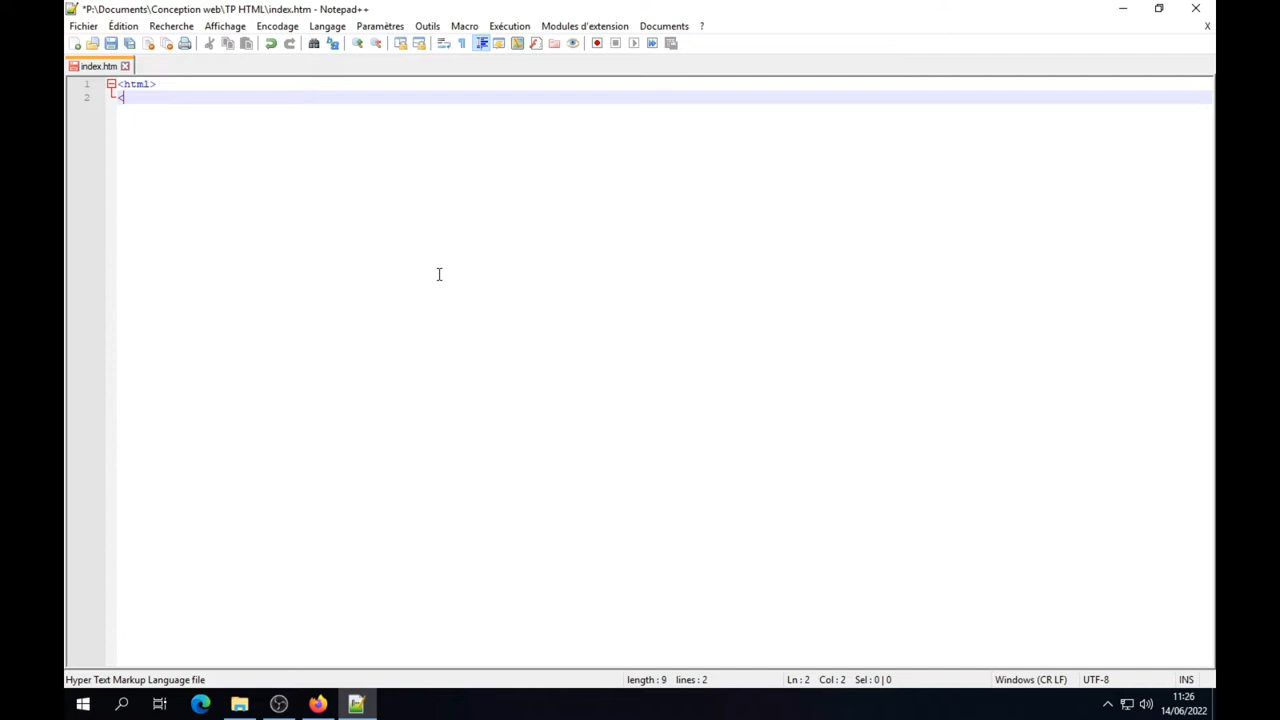 *P:\Documents\Conception web\TP HTML\index.htm - Notepad++
Fichier Édition Recherche Affichage Encodage Langage Paramètres Outils Macro Exécution Modules d'extension Documents ? X
index.htm
1 <html>
2 <
Hyper Text Markup Language file length : 9 lines : 2 Ln : 2 Col : 2 Sel : 0 | 0 Windows (CR LF) UTF-8 INS
11:26
14/06/2022